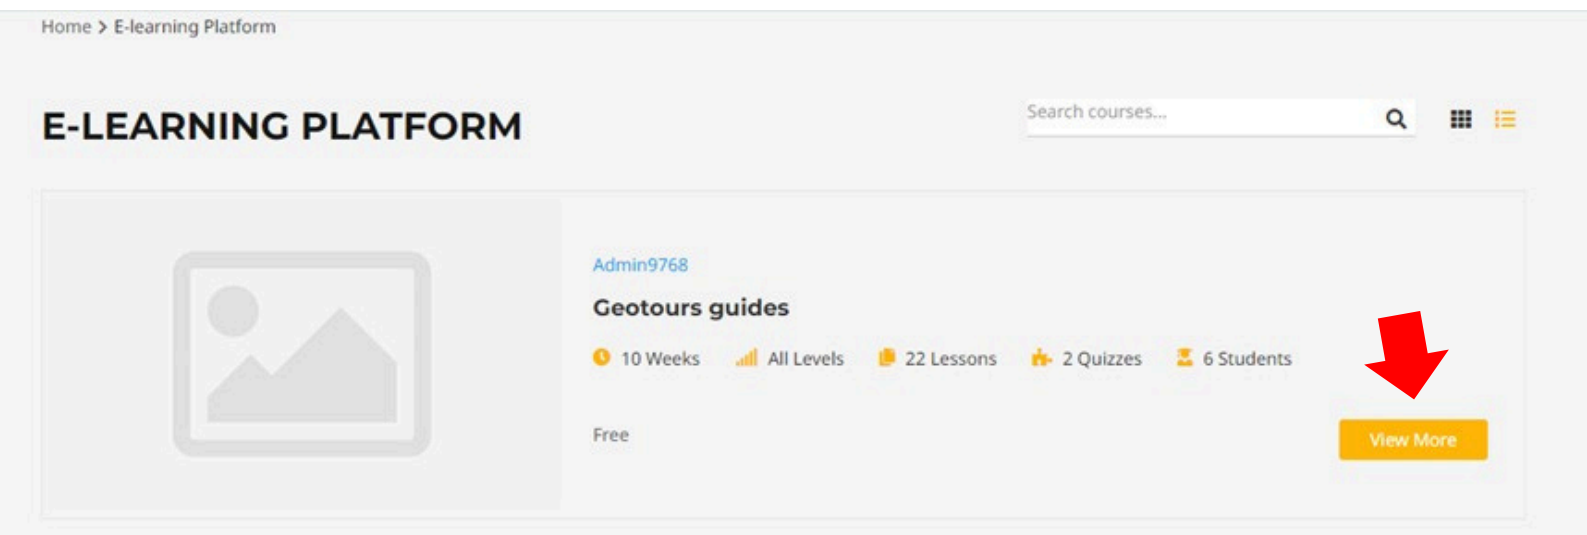 Home > E-learning Platform
E-LEARNING PLATFORM
Search courses...
Admin9768
Geotours guides
10 Weeks All Levels 22 Lessons 2 Quizzes 6 Students
Free
View More